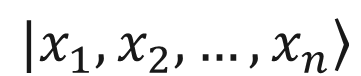 |x₁, x₂, …, xₙ⟩